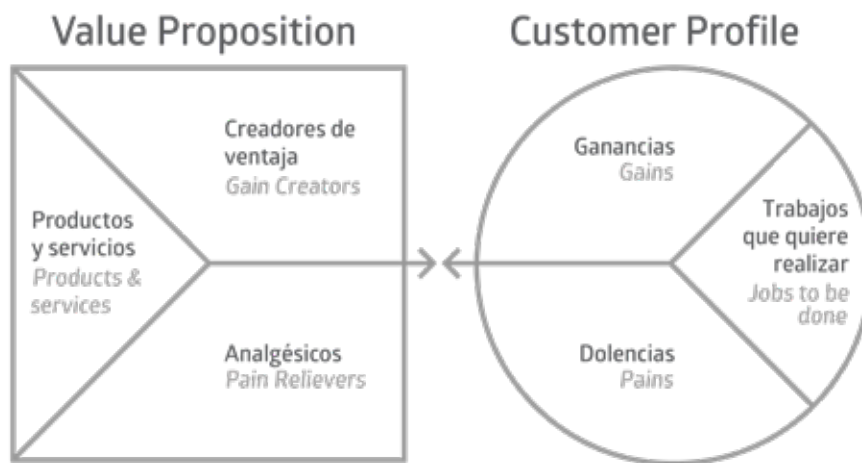 Value Proposition
Customer Profile
Creadores de
ventaja
Gain Creators
Productos
y servicios
Products &
services
Analgésicos
Pain Relievers
Ganancias
Gains
Trabajos
que quiere
realizar
Jobs to be
done
Dolencias
Pains